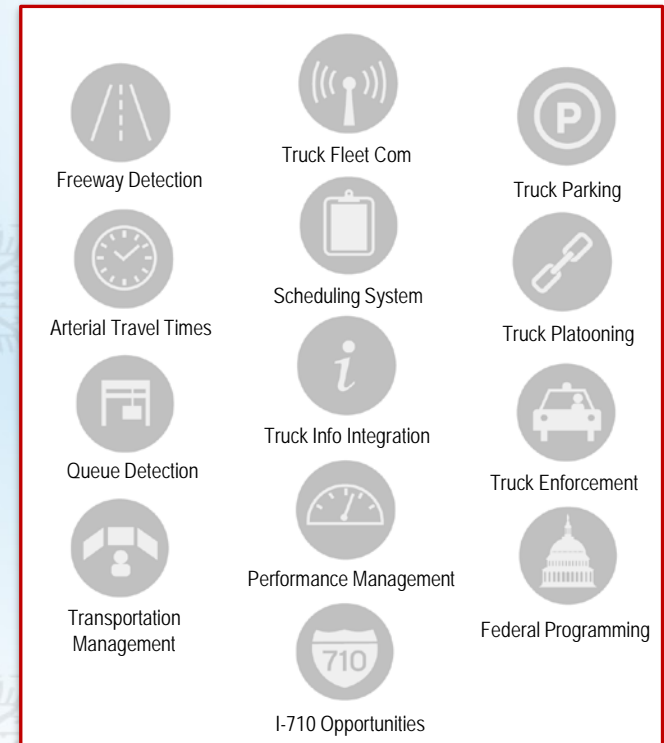 Freeway Detection
Arterial Travel Times
Queue Detection
Transportation
Management
Truck Fleet Com
Scheduling System
Truck Info Integration
Performance Management
710
I-710 Opportunities
P
Truck Parking
Truck Platooning
Truck Enforcement
Federal Programming
i